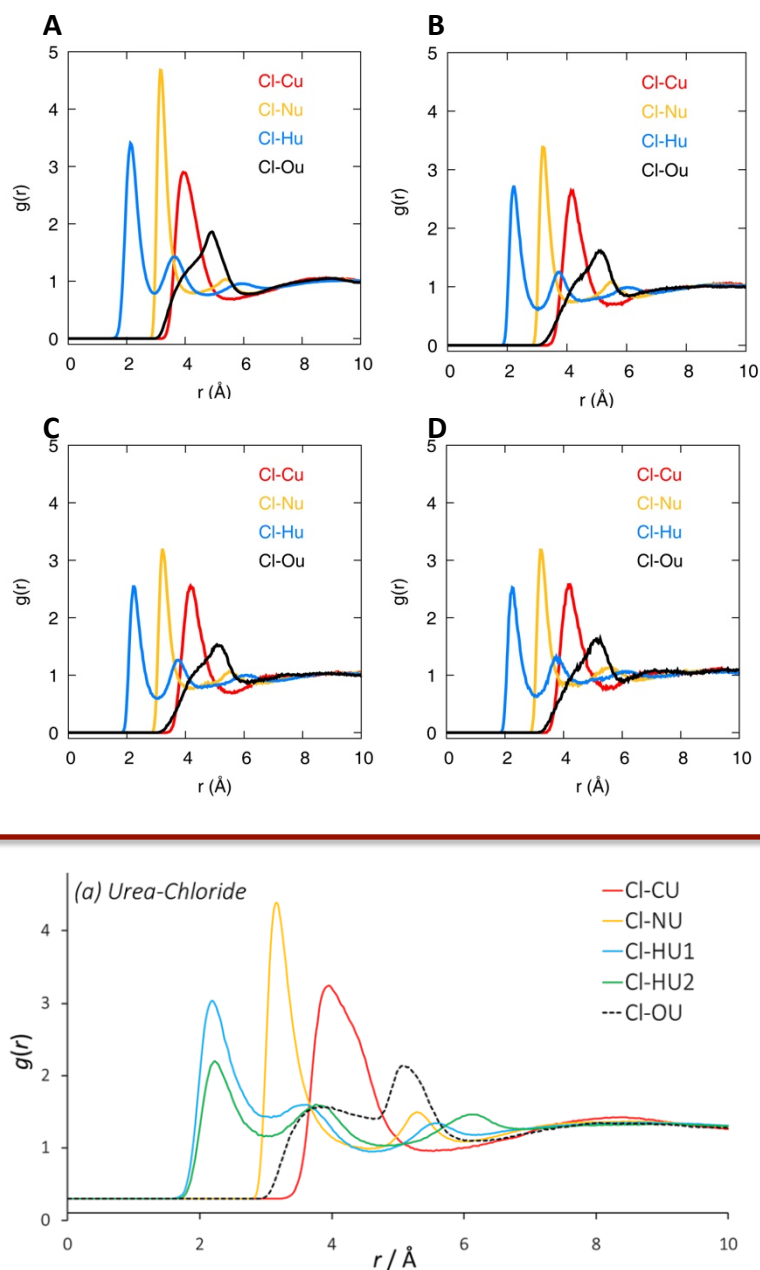 A
5
4
3
2
1
0
g(r)
Cl-Cu
Cl-Nu
Cl-Hu
Cl-Ou
0 2 4 6 8 10
r (Å)
B
5
4
3
2
1
0
g(r)
Cl-Cu
Cl-Nu
Cl-Hu
Cl-Ou
0 2 4 6 8 10
r (Å)
C
5
4
3
2
1
0
g(r)
Cl-Cu
Cl-Nu
Cl-Hu
Cl-Ou
0 2 4 6 8 10
r (Å)
D
5
4
3
2
1
0
g(r)
Cl-Cu
Cl-Nu
Cl-Hu
Cl-Ou
0 2 4 6 8 10
r (Å)
(a) Urea-Chloride
Cl-CU
Cl-NU
Cl-HU1
Cl-HU2
Cl-OU
4
3
2
1
0
g(r)
0 2 4 6 8 10
r / Å